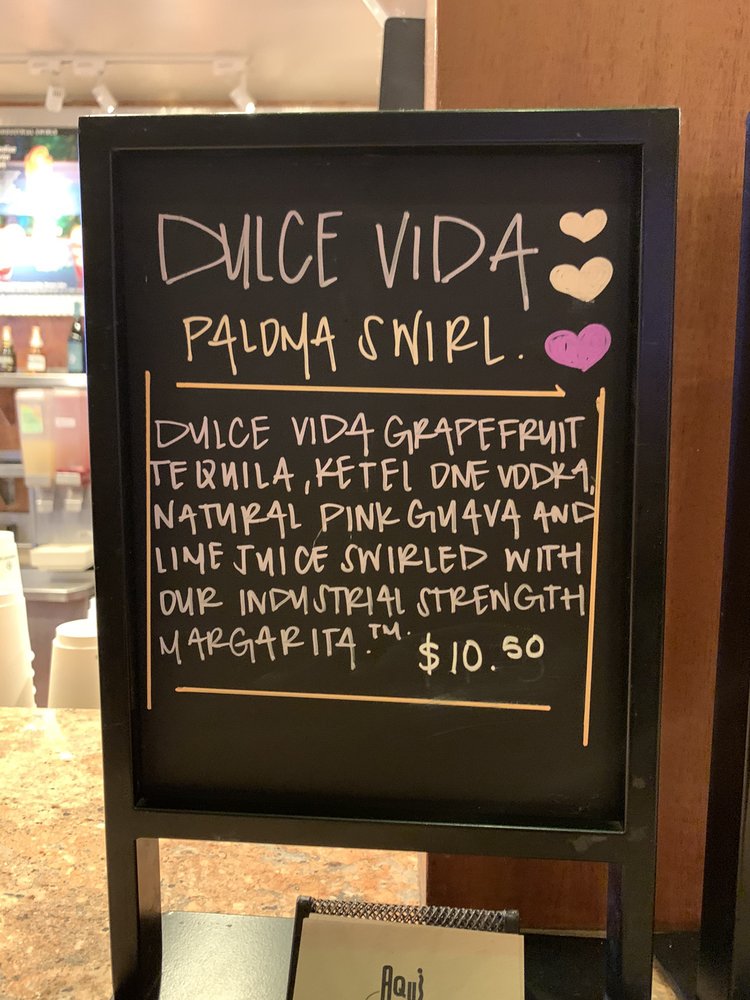 DULCE VIDA
PALOMA SWIRL.
DULCE VIDA GRAPEFRUIT
TEQUILA, KETEL ONE VODKA,
NATURAL PINK GUAVA AND
LIME JUICE SWIRLED WITH
OUR INDUSTRIAL STRENGTH
MARGARITA.™. $10.50
AQUÍ